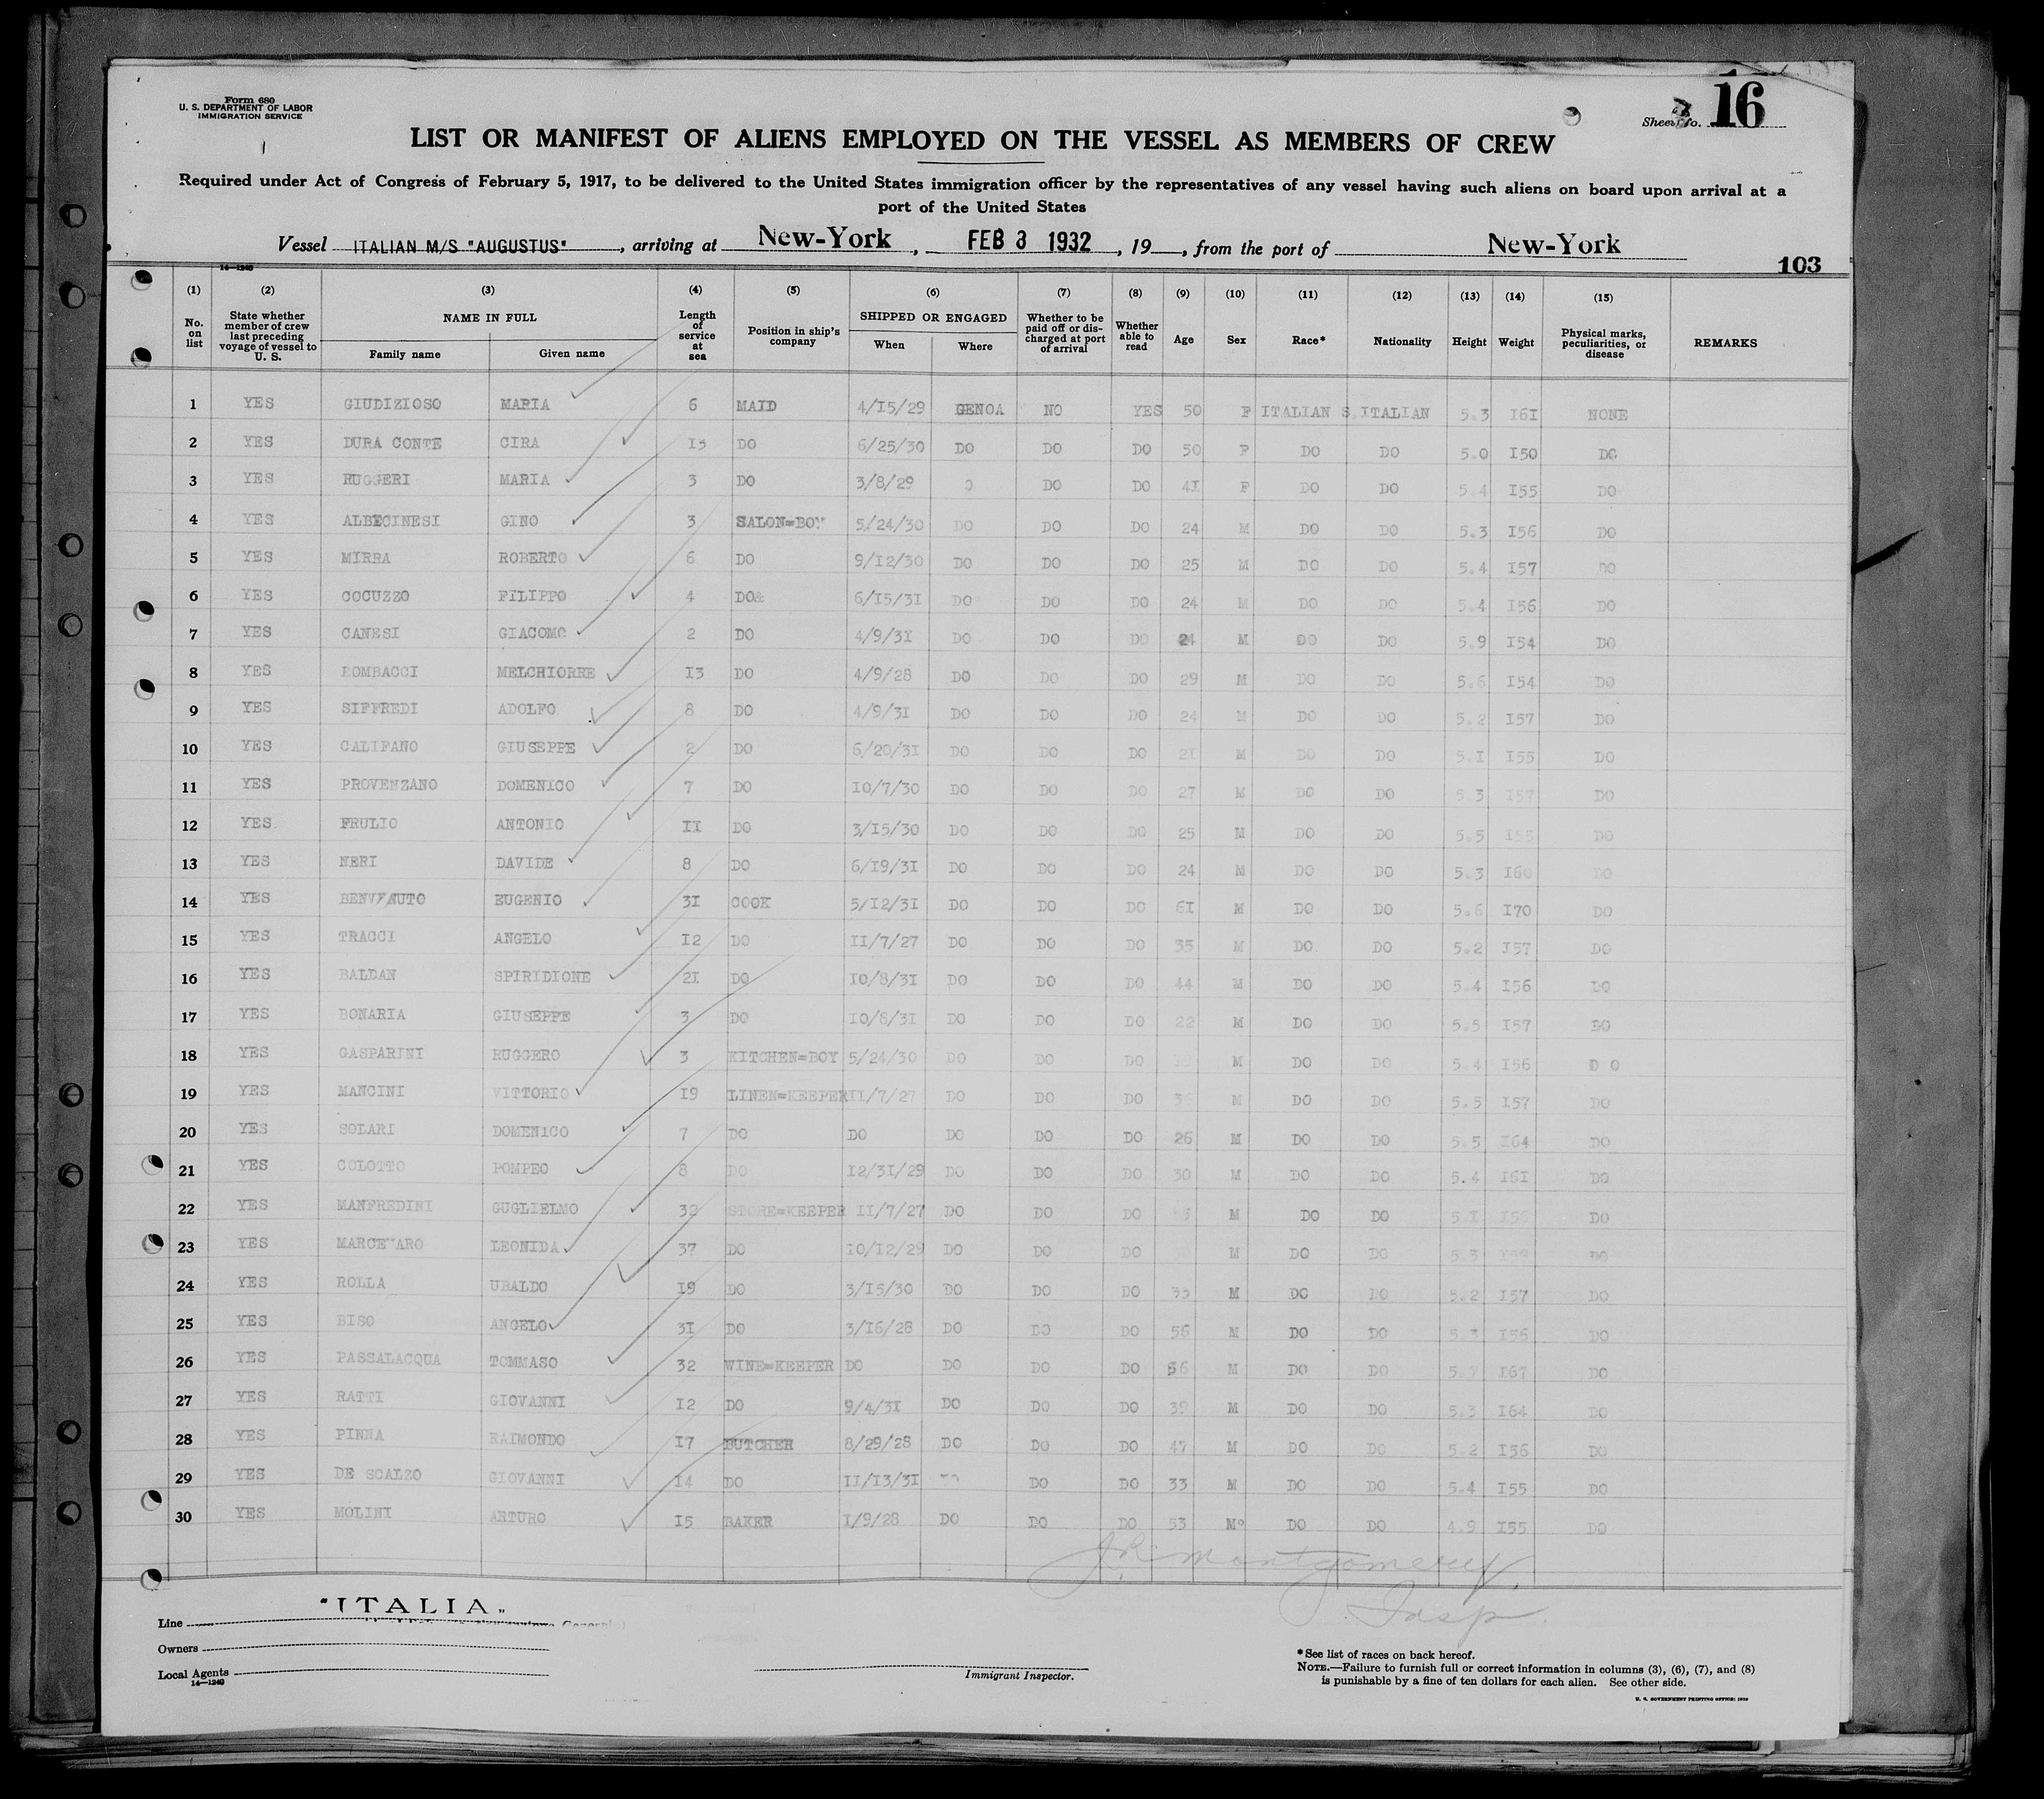 Form 680
U. S. DEPARTMENT OF LABOR
IMMIGRATION SERVICE
Sheet No. 16
LIST OR MANIFEST OF ALIENS EMPLOYED ON THE VESSEL AS MEMBERS OF CREW
Required under Act of Congress of February 5, 1917, to be delivered to the United States immigration officer by the representatives of any vessel having such aliens on board upon arrival at a
port of the United States
Vessel ITALIAN M/S "AUGUSTUS", arriving at New-York, FEB 3 1932, 19, from the port of New-York
103
14—1240
(1) (2) (3) (4) (5) (6) (7) (8) (9) (10) (11) (12) (13) (14) (15)
No. on list State whether member of crew last preceding voyage of vessel to U. S. NAME IN FULL Family name Given name Length of service at sea Position in ship's company SHIPPED OR ENGAGED When Where Whether to be paid off or discharged at port of arrival Whether able to read Age Sex Race* Nationality Height Weight Physical marks, peculiarities, or disease REMARKS
1 YES GIUDIZIOSO MARIA 6 MAID 4/15/29 GENOA NO YES 50 F ITALIAN S ITALIAN 5.3 161 NONE
2 YES DURA CONTE CIRA 13 DO 6/25/30 DO DO DO 50 F DO DO 5.0 150 DO
3 YES RUGGERI MARIA 3 DO 3/8/29 DO DO 41 F DO DO 5.4 155 DO
4 YES ALBECINESI GINO 3 SALON=BOY 5/24/30 DO DO DO 24 M DO DO 5.3 156 DO
5 YES MIRRA ROBERTO 6 DO 9/12/30 DO DO DO 25 M DO DO 5.4 157 DO
6 YES COCUZZO FILIPPO 4 DO& 6/15/31 DO DO DO 24 M DO DO 5.4 156 DO
7 YES CANESI GIACOMO 2 DO 4/9/31 DO DO DO 24 M DO DO 5.9 154 DO
8 YES BOMBACCI MELCHIORRE 13 DO 4/9/28 DO DO DO 29 M DO DO 5.6 154 DO
9 YES SIFFREDI ADOLFO 8 DO 4/9/31 DO DO DO 24 M DO DO 5.2 157 DO
10 YES CALIFANO GIUSEPPE 2 DO 6/20/31 DO DO DO 21 M DO DO 5.1 155 DO
11 YES PROVENZANO DOMENICO 7 DO 10/7/30 DO DO DO 27 M DO DO 5.3 157 DO
12 YES FRULIO ANTONIO 11 DO 3/15/30 DO DO DO 25 M DO DO 5.5 155 DO
13 YES NERI DAVIDE 8 DO 6/19/31 DO DO DO 24 M DO DO 5.3 160 DO
14 YES BENVENUTO EUGENIO 31 COOK 5/12/31 DO DO DO 61 M DO DO 5.6 170 DO
15 YES TRACCI ANGELO 12 DO 11/7/27 DO DO DO 35 M DO DO 5.2 157 DO
16 YES BALDAN SPIRIDIONE 21 DO 10/8/31 DO DO DO 44 M DO DO 5.4 156 DO
17 YES BONARIA GIUSEPPE 3 DO 10/8/31 DO DO DO 22 M DO DO 5.5 157 DO
18 YES GASPARINI RUGGERO 3 KITCHEN=BOY 5/24/30 DO DO DO M DO DO 5.4 156 D O
19 YES MANCINI VITTORIO 19 LINEN=KEEPER 11/7/27 DO DO DO M DO DO 5.5 157 DO
20 YES SOLARI DOMENICO 7 DO DO DO DO DO 26 M DO DO 5.5 164 DO
21 YES COLOTTO POMPEO 8 DO 12/31/29 DO DO DO 30 M DO DO 5.4 161 DO
22 YES MANFREDINI GUGLIELMO 32 STORE=KEEPER 11/7/27 DO DO DO M DO DO 5.1 DO
23 YES LEONIDA 37 DO 10/12/29 DO DO DO M DO DO 5.3 DO
24 YES ROLLA UBALDO 19 DO 3/15/30 DO DO DO M DO DO 5.2 157 DO
25 YES BISO ANGELO 31 DO 3/16/28 DO DO DO 56 M DO DO 5.3 156 DO
26 YES PASSALACQUA TOMMASO 32 WINE=KEEPER DO DO DO DO 56 M DO DO 167 DO
27 YES RATTI GIOVANNI 12 DO 9/4/31 DO DO DO 39 M DO DO 5.3 164 DO
28 YES PINNA RAIMONDO 17 BUTCHER 8/29/28 DO DO DO 47 M DO DO 5.2 156 DO
29 YES DE SCALZO GIOVANNI 14 DO 11/13/31 DO DO 33 M DO DO 5.4 155 DO
30 YES MOLINI ARTURO 15 BAKER 1/9/28 DO DO DO 53 Mo DO DO 4.9 155 DO
J.R. Montgomery
Insp.
Line "ITALIA"
Owners
Local Agents
14—1240
Immigrant Inspector.
*See list of races on back hereof.
NOTE.—Failure to furnish full or correct information in columns (3), (6), (7), and (8)
is punishable by a fine of ten dollars for each alien. See other side.
U. S. GOVERNMENT PRINTING OFFICE: 1929